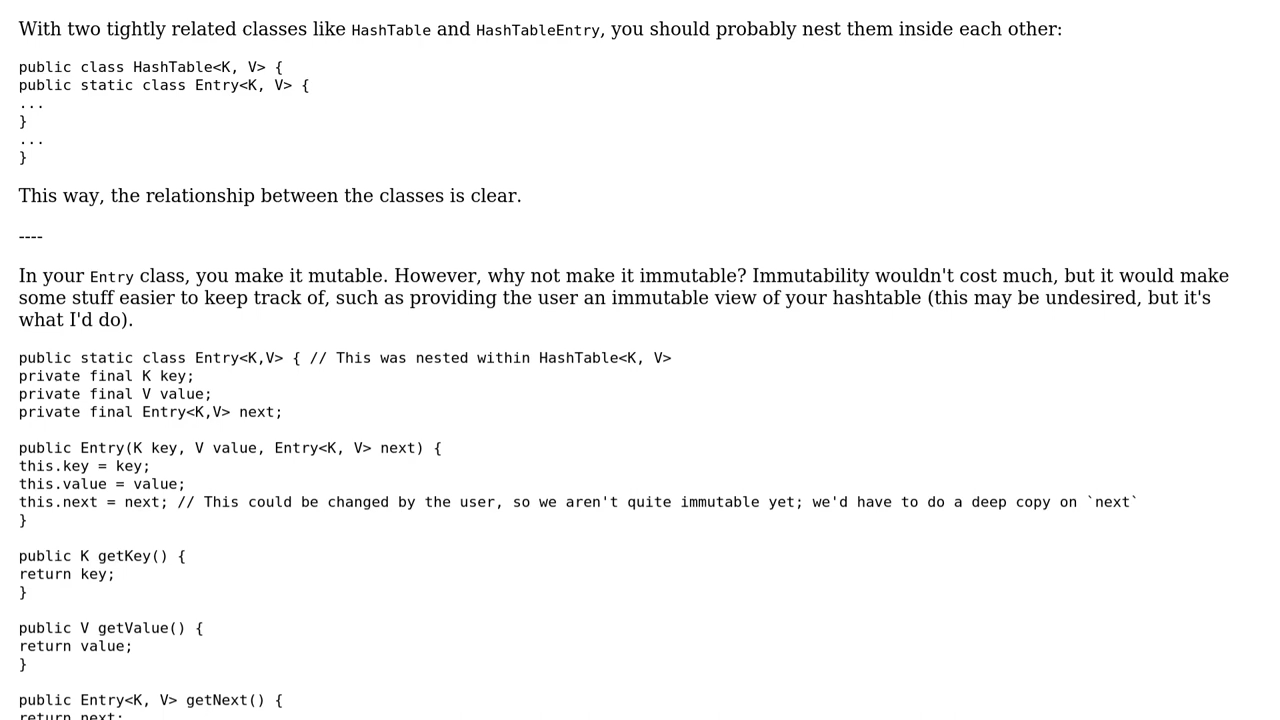 With two tightly related classes like HashTable and HashTableEntry, you should probably nest them inside each other:
public class HashTable<K, V> {
public static class Entry<K, V> {
...
}
...
}
This way, the relationship between the classes is clear.
----
In your Entry class, you make it mutable. However, why not make it immutable? Immutability wouldn't cost much, but it would make
some stuff easier to keep track of, such as providing the user an immutable view of your hashtable (this may be undesired, but it's
what I'd do).
public static class Entry<K,V> { // This was nested within HashTable<K, V>
private final K key;
private final V value;
private final Entry<K,V> next;
public Entry(K key, V value, Entry<K, V> next) {
this.key = key;
this.value = value;
this.next = next; // This could be changed by the user, so we aren't quite immutable yet; we'd have to do a deep copy on `next`
}
public K getKey() {
return key;
}
public V getValue() {
return value;
}
public Entry<K, V> getNext() {
return next;